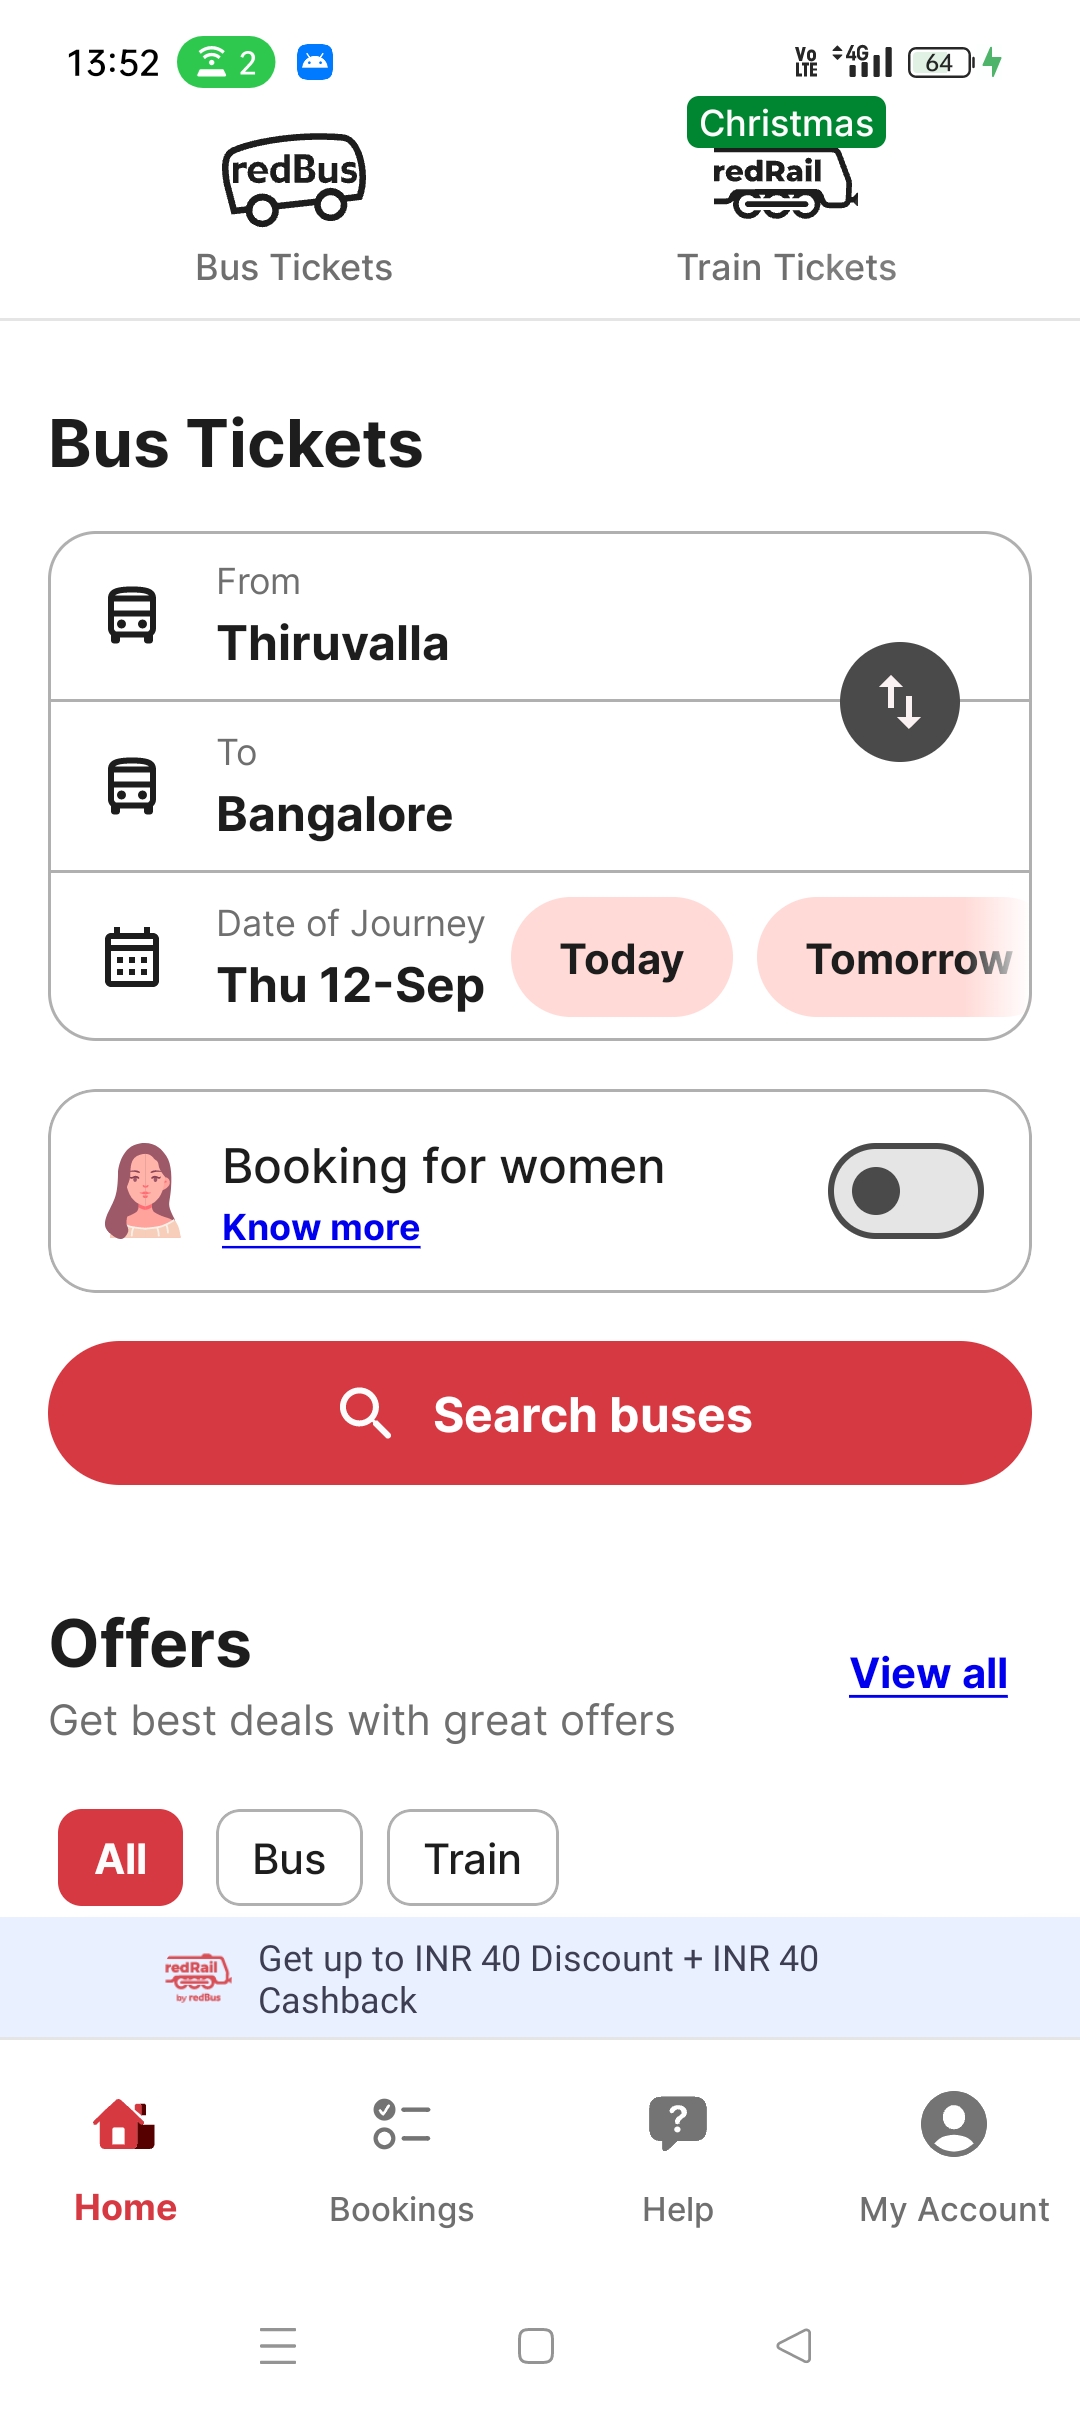 13:52
2
Vo
LTE
4G
64
Christmas
redBus
redRail
Bus Tickets
Train Tickets
Bus Tickets
From
Thiruvalla
To
Bangalore
Date of Journey
Thu 12-Sep
Today
Tomorrow
Booking for women
Know more
Search buses
Offers
View all
Get best deals with great offers
All
Bus
Train
redRail
by redBus
Get up to INR 40 Discount + INR 40
Cashback
Home
Bookings
Help
My Account